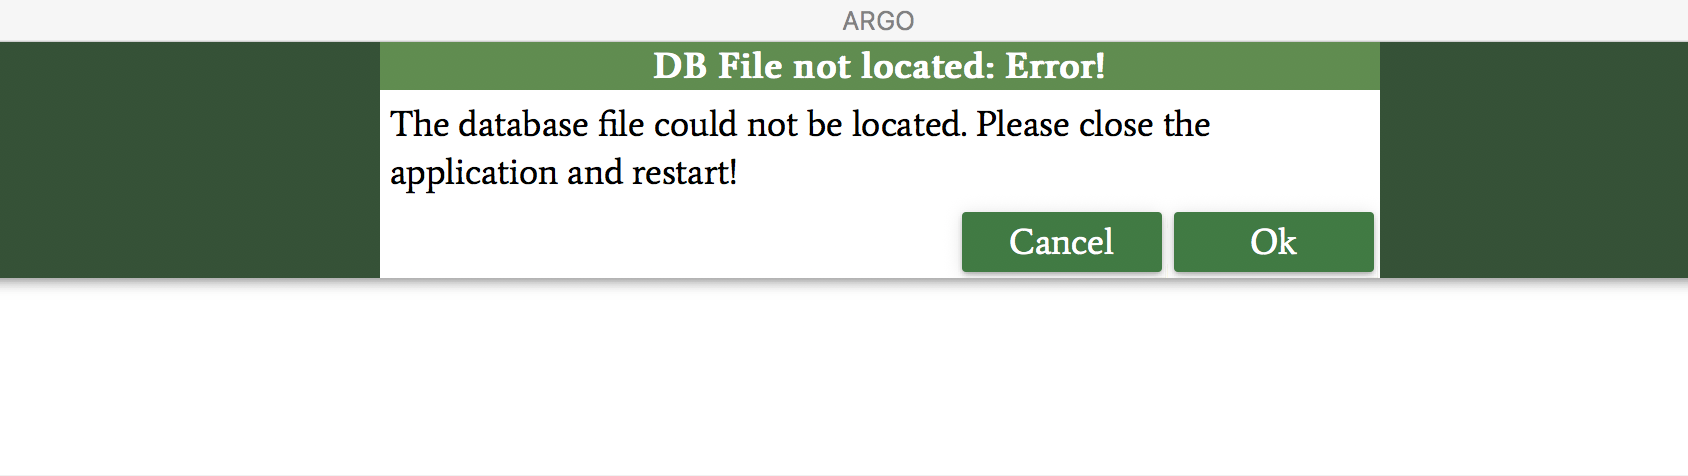 ARGO
DB File not located: Error!
The database file could not be located. Please close the
application and restart!
Cancel Ok